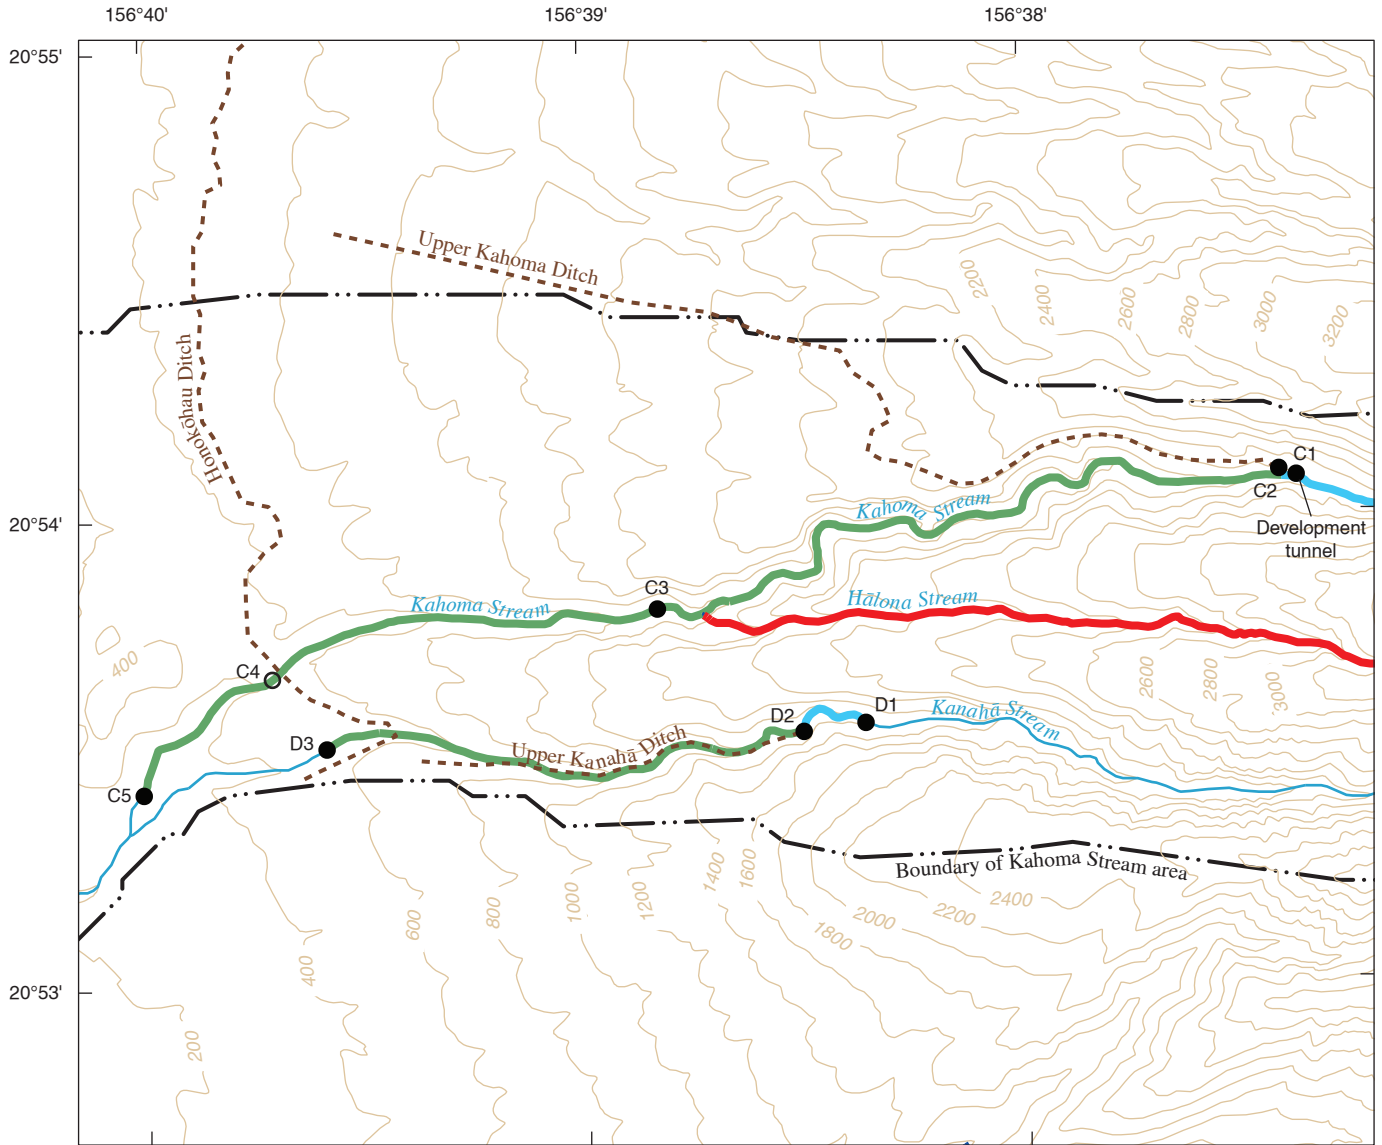 156°40'
156°39'
156°38'
20°55'
Upper Kahoma Ditch
2200
2400
2600
2800
3000
3200
Honokōhau Ditch
C1
C2
Kahoma Stream
20°54'
Development
tunnel
C3
Kahoma Stream
Hālona Stream
400
C4
2600
2800
3000
D1
D2
Kanahā Stream
D3
Upper Kanahā Ditch
C5
Boundary of Kahoma Stream area
1400
1600
600
800
1000
1200
1800
2000
2200
2400
400
20°53'
200